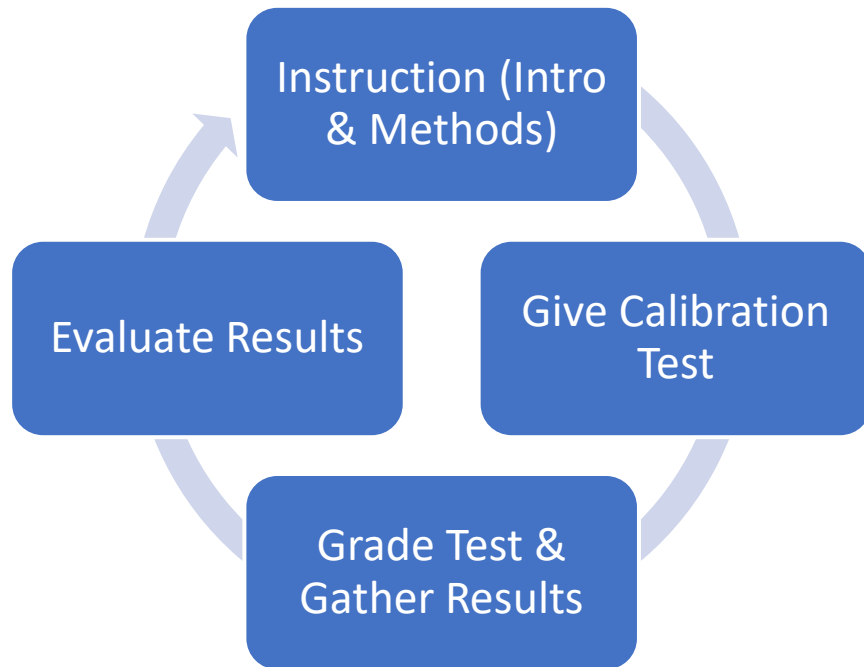 Instruction (Intro
& Methods)
Give Calibration
Test
Grade Test &
Gather Results
Evaluate Results